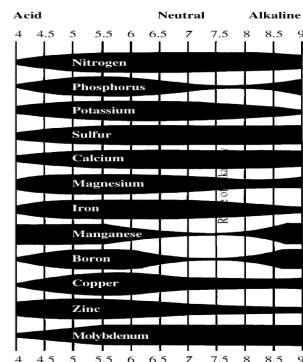 Acid Neutral Alkaline
4 4.5 5 5.5 6 6.5 7 7.5 8 8.5 9
Nitrogen
Phosphorus
Potassium
Sulfur
Calcium
Magnesium
Iron
Manganese
Boron
Copper
Zinc
Molybdenum
4 4.5 5 5.5 6 6.5 7 7.5 8 8.5 9